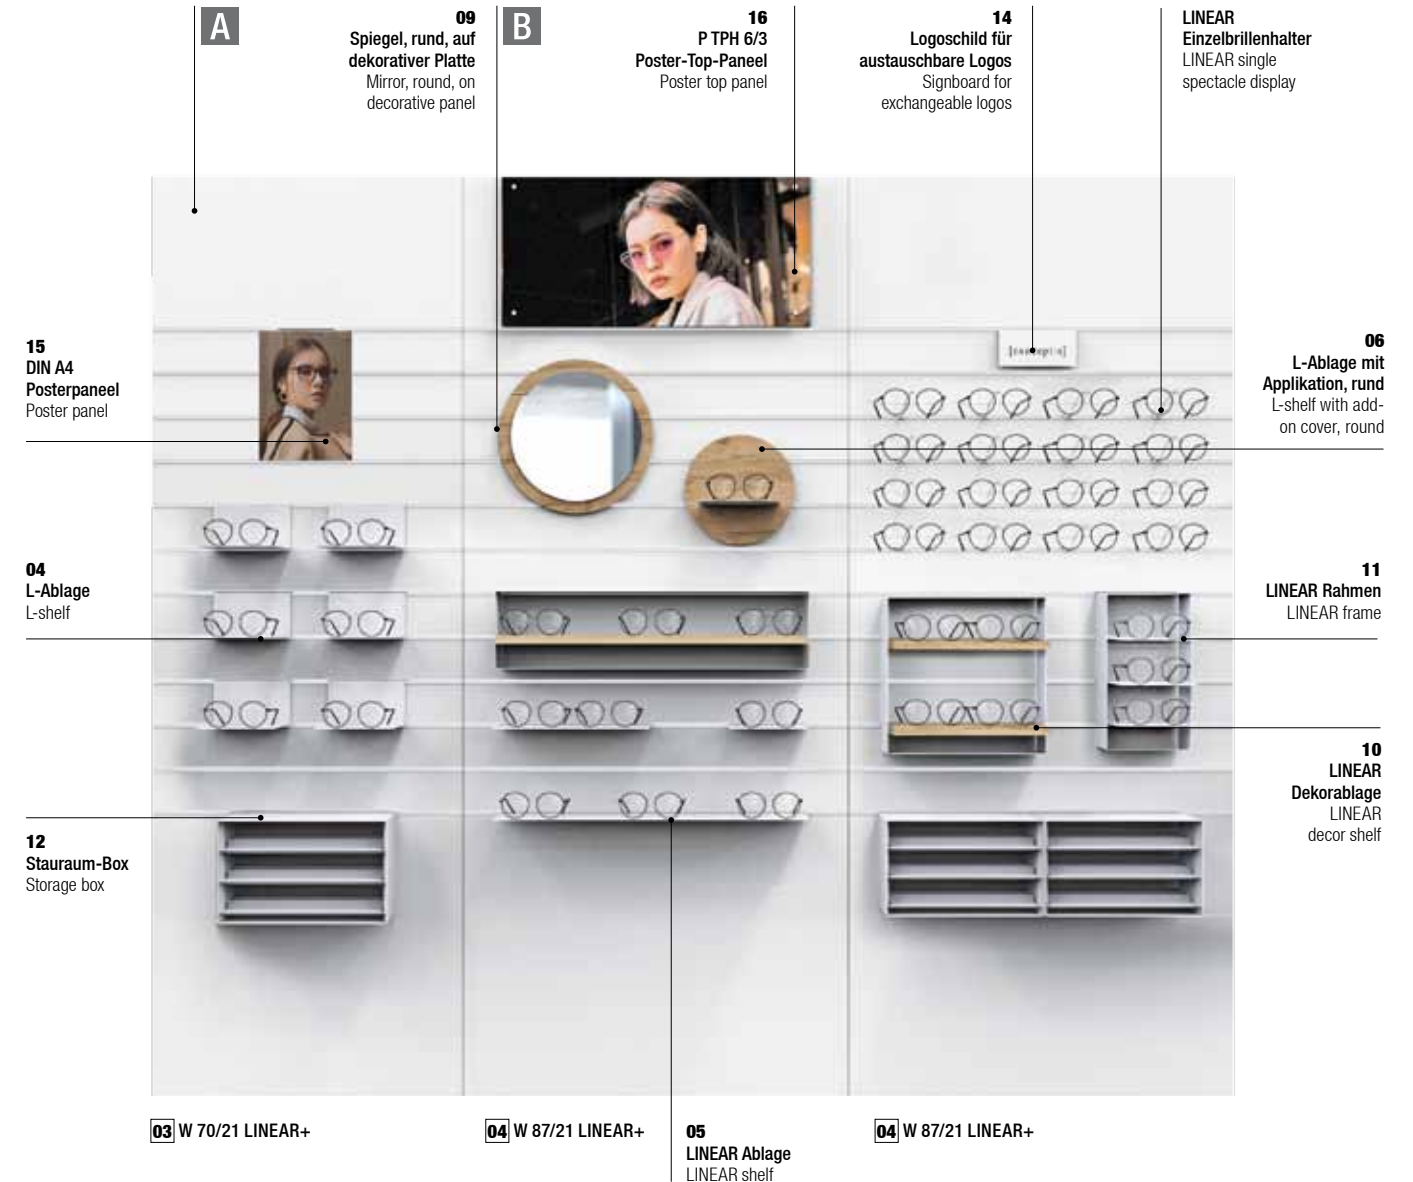 A
09
Spiegel, rund, auf
dekorativer Platte
Mirror, round, on
decorative panel
B
16
P TPH 6/3
Poster-Top-Paneel
Poster top panel
14
Logoschild für
austauschbare Logos
Signboard for
exchangeable logos
LINEAR
Einzelbrillenhalter
LINEAR single
spectacle display
15
DIN A4
Posterpaneel
Poster panel
06
L-Ablage mit
Applikation, rund
L-shelf with add-
on cover, round
04
L-Ablage
L-shelf
11
LINEAR Rahmen
LINEAR frame
10
LINEAR
Dekorablage
LINEAR
decor shelf
12
Stauraum-Box
Storage box
03 W 70/21 LINEAR+
04 W 87/21 LINEAR+
05
LINEAR Ablage
LINEAR shelf
04 W 87/21 LINEAR+